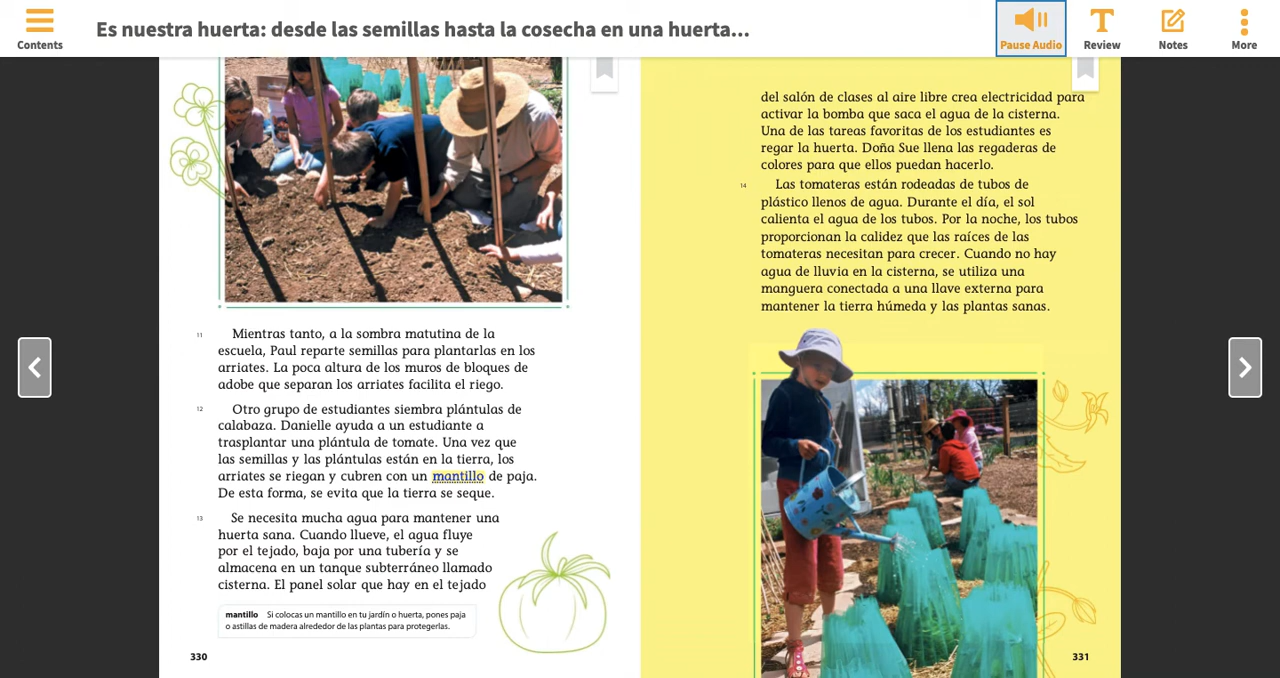 Contents
Es nuestra huerta: desde las semillas hasta la cosecha en una huerta...
Pause Audio
Review
Notes
More
11 Mientras tanto, a la sombra matutina de la
escuela, Paul reparte semillas para plantarlas en los
arriates. La poca altura de los muros de bloques de
adobe que separan los arriates facilita el riego.
12 Otro grupo de estudiantes siembra plántulas de
calabaza. Danielle ayuda a un estudiante a
trasplantar una plántula de tomate. Una vez que
las semillas y las plántulas están en la tierra, los
arriates se riegan y cubren con un mantillo de paja.
De esta forma, se evita que la tierra se seque.
13 Se necesita mucha agua para mantener una
huerta sana. Cuando llueve, el agua fluye
por el tejado, baja por una tubería y se
almacena en un tanque subterráneo llamado
cisterna. El panel solar que hay en el tejado
mantillo Si colocas un mantillo en tu jardín o huerta, pones paja
o astillas de madera alrededor de las plantas para protegerlas.
330
del salón de clases al aire libre crea electricidad para
activar la bomba que saca el agua de la cisterna.
Una de las tareas favoritas de los estudiantes es
regar la huerta. Doña Sue llena las regaderas de
colores para que ellos puedan hacerlo.
14 Las tomateras están rodeadas de tubos de
plástico llenos de agua. Durante el día, el sol
calienta el agua de los tubos. Por la noche, los tubos
proporcionan la calidez que las raíces de las
tomateras necesitan para crecer. Cuando no hay
agua de lluvia en la cisterna, se utiliza una
manguera conectada a una llave externa para
mantener la tierra húmeda y las plantas sanas.
331